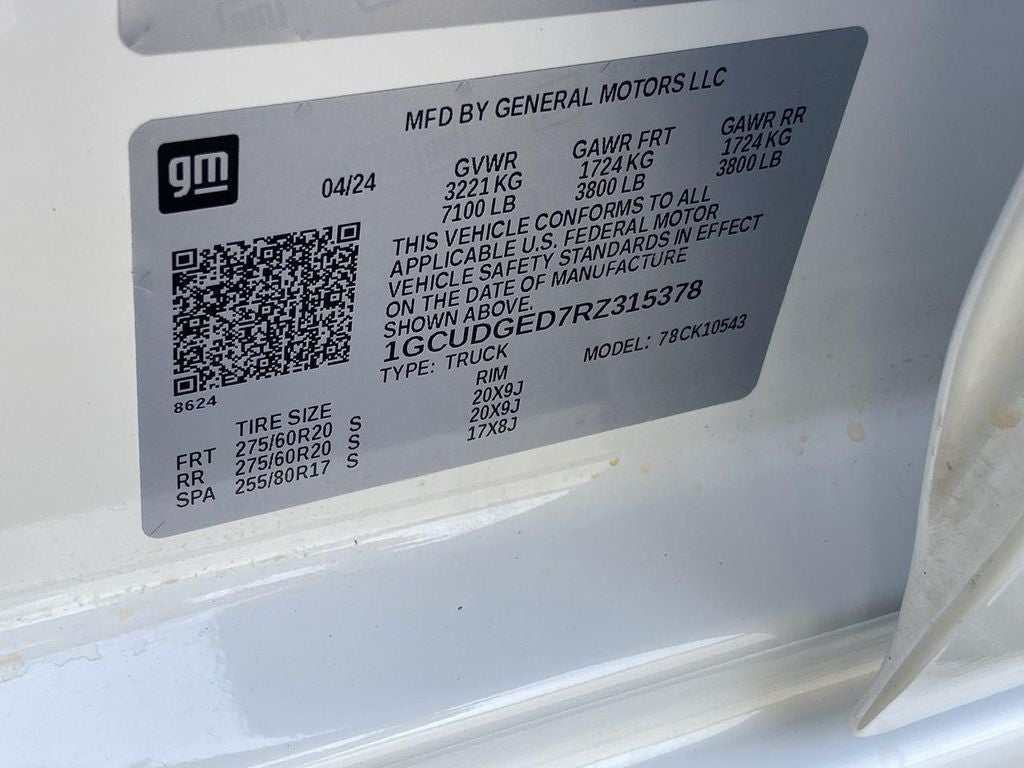 MFD BY GENERAL MOTORS LLC
gm
04/24
GVWR
3221 KG
7100 LB
GAWR FRT
1724 KG
3800 LB
GAWR RR
1724 KG
3800 LB
THIS VEHICLE CONFORMS TO ALL
APPLICABLE U.S. FEDERAL MOTOR
VEHICLE SAFETY STANDARDS IN EFFECT
ON THE DATE OF MANUFACTURE
SHOWN ABOVE.
1GCUDGED7RZ315378
TYPE: TRUCK
MODEL: 78CK10543
8624
TIRE SIZE RIM
FRT 275/60R20 S 20X9J
RR 275/60R20 S 20X9J
SPA 255/80R17 S 17X8J